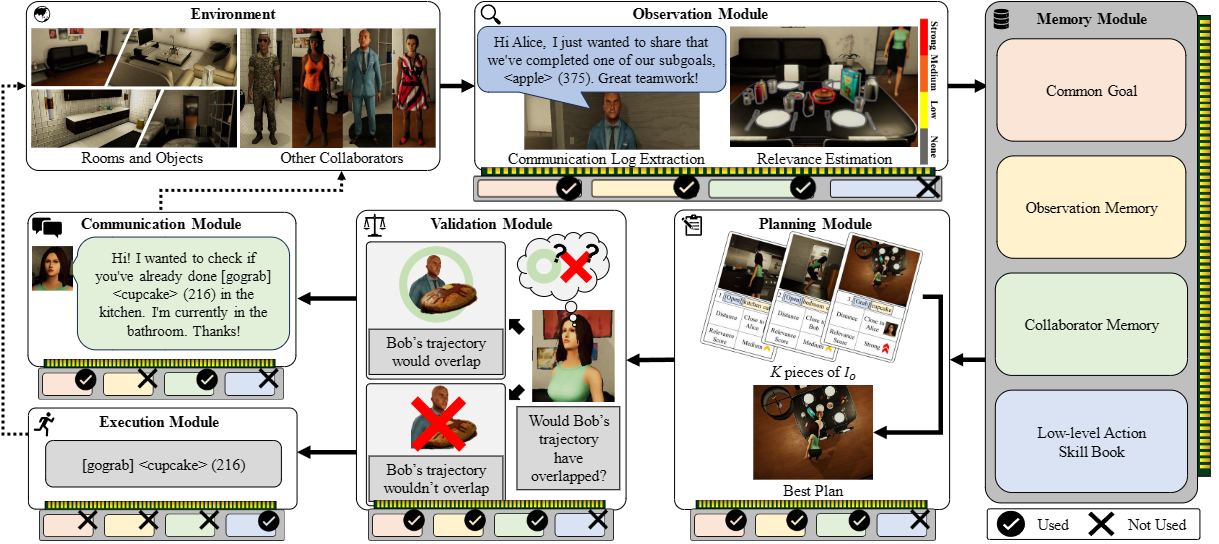 Environment
Rooms and Objects
Other Collaborators
Observation Module
Hi Alice, I just wanted to share that
we've completed one of our subgoals,
<apple> (375). Great teamwork!
Communication Log Extraction
Relevance Estimation
Strong
Medium
Low
None
Memory Module
Common Goal
Observation Memory
Collaborator Memory
Low-level Action
Skill Book
Used
Not Used
Communication Module
Hi! I wanted to check if
you've already done [gograb]
<cupcake> (216) in the
kitchen. I'm currently in the
bathroom. Thanks!
Execution Module
[gograb] <cupcake> (216)
Validation Module
Bob's trajectory
would overlap
Bob's trajectory
wouldn't overlap
? ?
Would Bob's
trajectory
have
overlapped?
Planning Module
1. [Open]
Distance
Close to
Alice
Relevance
Score
Medium
2. [Open]
Distance
Close to
Bob
Relevance
Score
Medium
3. [Grab] cupcake
Distance
Close to
Alice
Relevance
Score
Strong
K pieces of Io
Best Plan